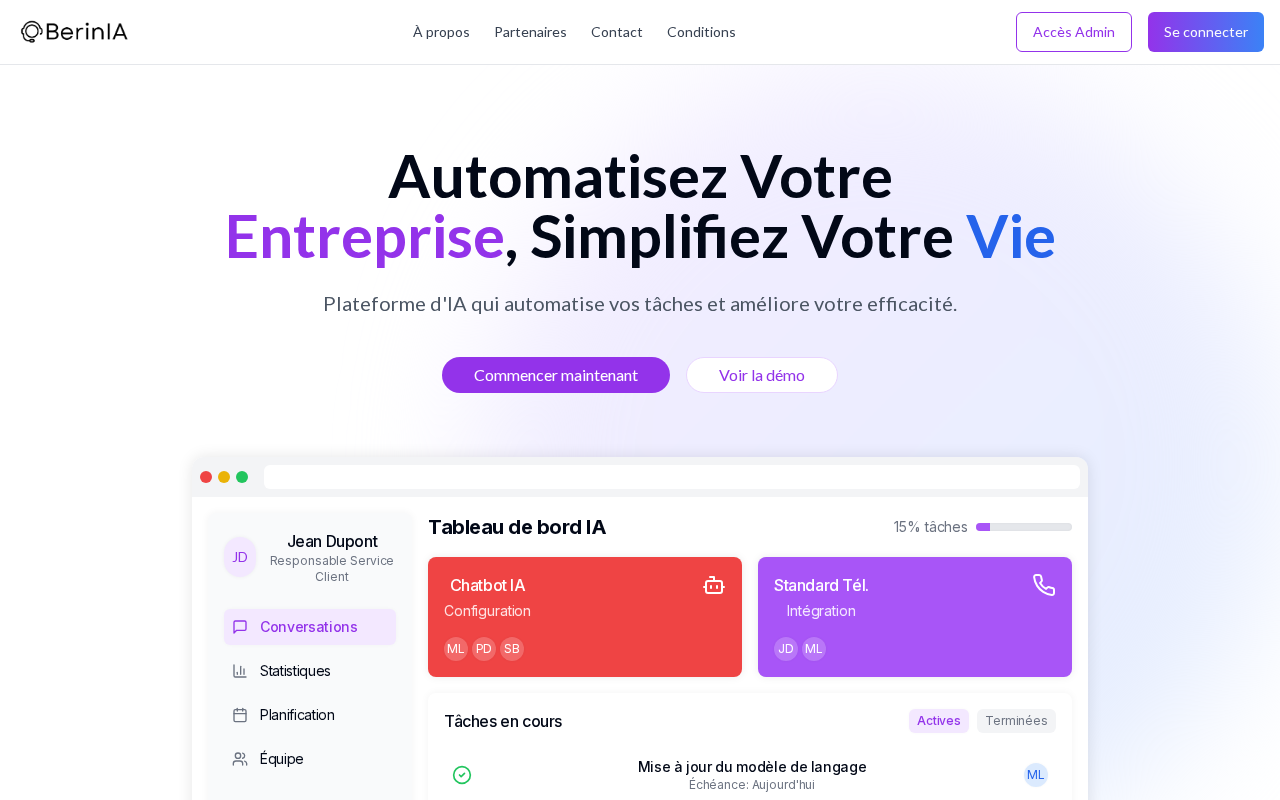 BerinIA
À propos
Partenaires
Contact
Conditions
Accès Admin
Se connecter
Automatisez Votre
Entreprise, Simplifiez Votre Vie
Plateforme d'IA qui automatise vos tâches et améliore votre efficacité.
Commencer maintenant
Voir la démo
JD
Jean Dupont
Responsable Service
Client
Conversations
Statistiques
Planification
Équipe
Tableau de bord IA
15% tâches
Chatbot IA
Configuration
ML PD SB
Standard Tél.
Intégration
JD ML
Tâches en cours
Actives
Terminées
Mise à jour du modèle de langage
Échéance: Aujourd'hui
ML